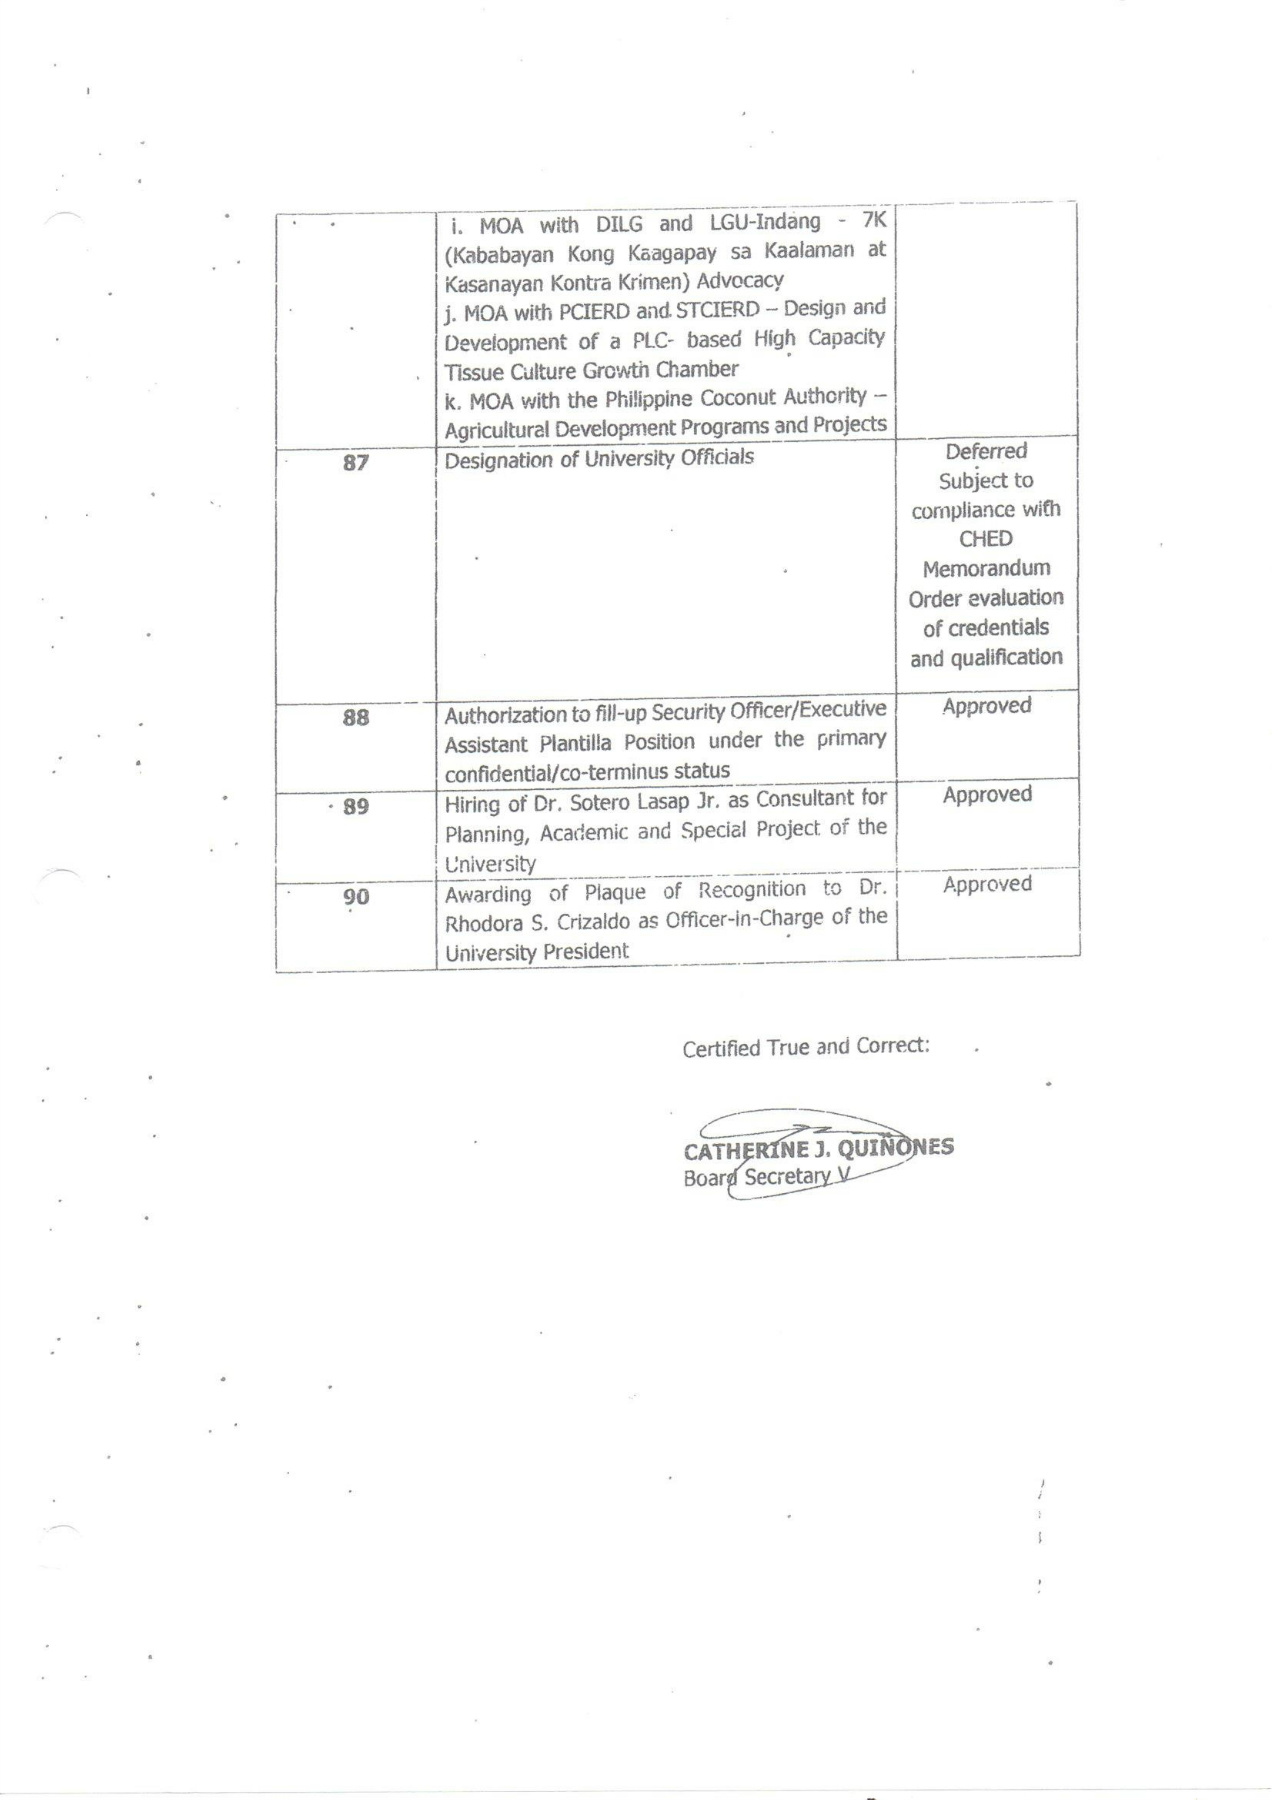 i. MOA with DILG and LGU-Indang - 7K
(Kababayan Kong Kaagapay sa Kaalaman at
Kasanayan Kontra Krimen) Advocacy
j. MOA with PCIERD and STCIERD – Design and
Development of a PLC- based High Capacity
Tissue Culture Growth Chamber
k. MOA with the Philippine Coconut Authority –
Agricultural Development Programs and Projects
87
Designation of University Officials
Deferred
Subject to
compliance with
CHED
Memorandum
Order evaluation
of credentials
and qualification
88
Authorization to fill-up Security Officer/Executive
Assistant Plantilla Position under the primary
confidential/co-terminus status
Approved
89
Hiring of Dr. Sotero Lasap Jr. as Consultant for
Planning, Academic and Special Project of the
University
Approved
90
Awarding of Plaque of Recognition to Dr.
Rhodora S. Crizaldo as Officer-in-Charge of the
University President
Approved
Certified True and Correct:
CATHERINE J. QUIÑONES
Board Secretary V